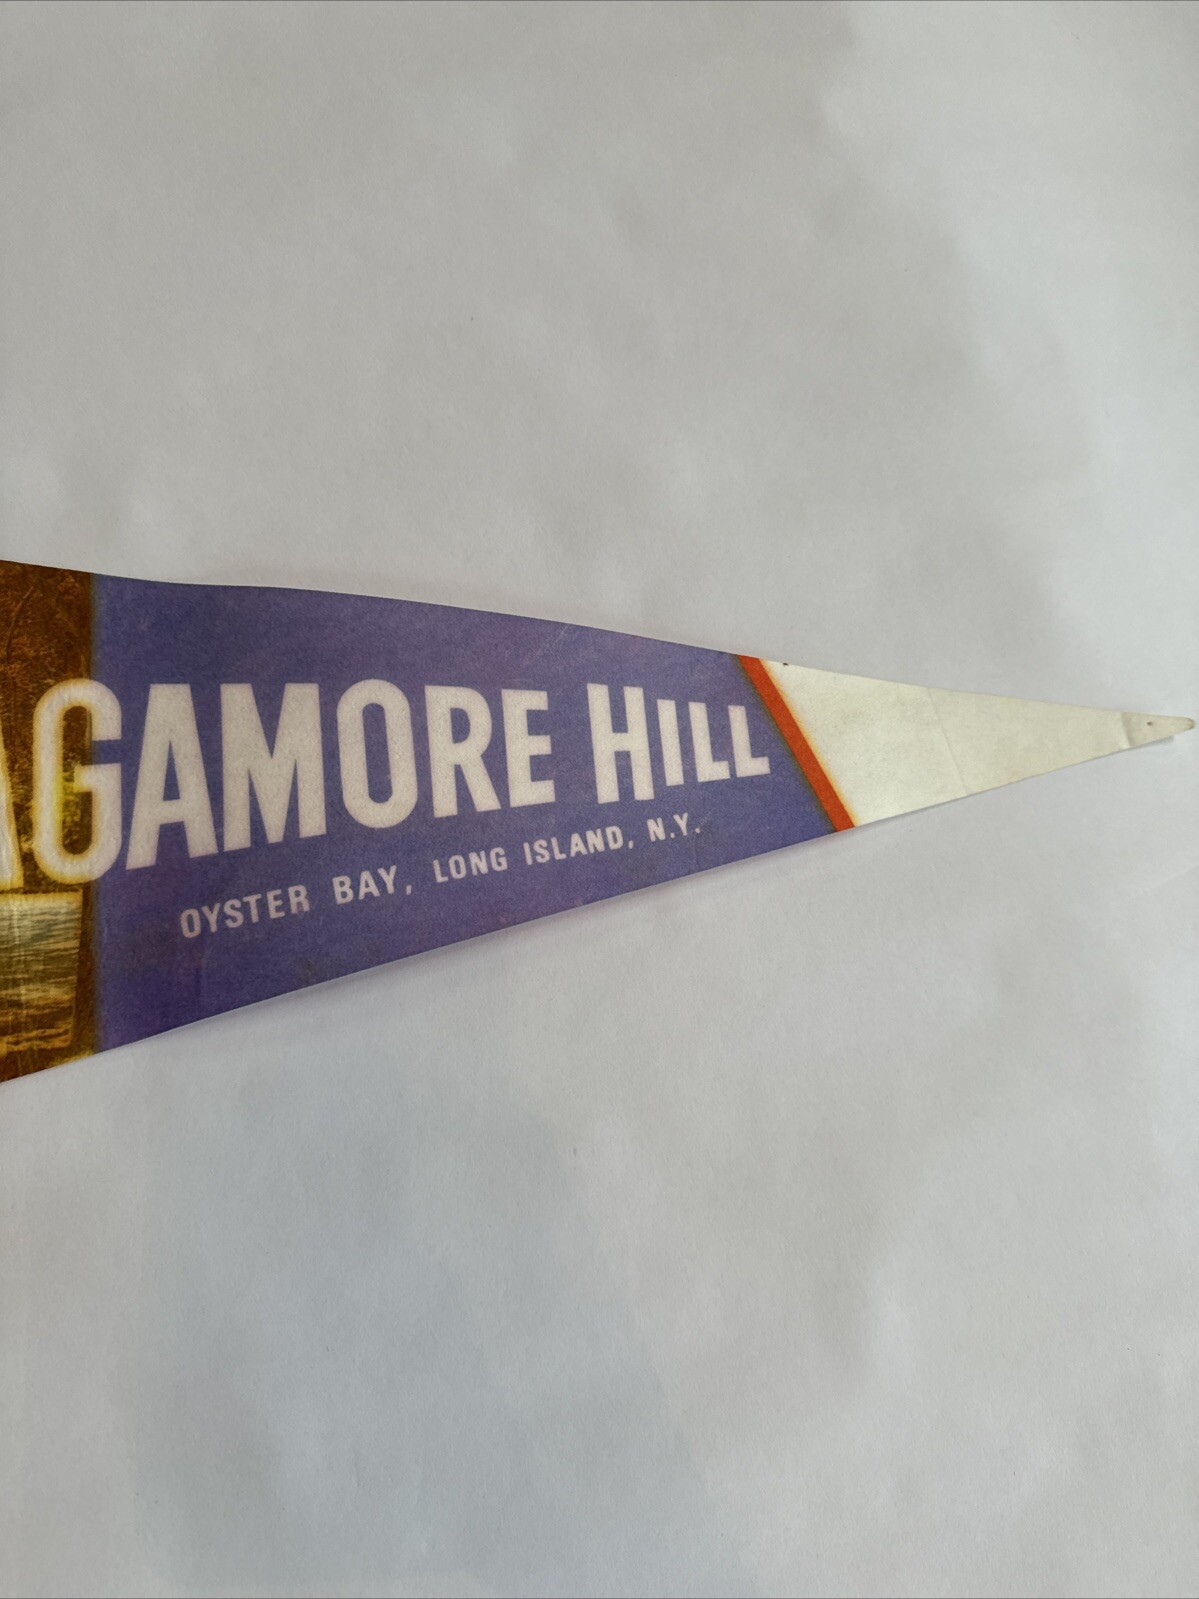 AGAMORE HILL
OYSTER BAY, LONG ISLAND, N.Y.